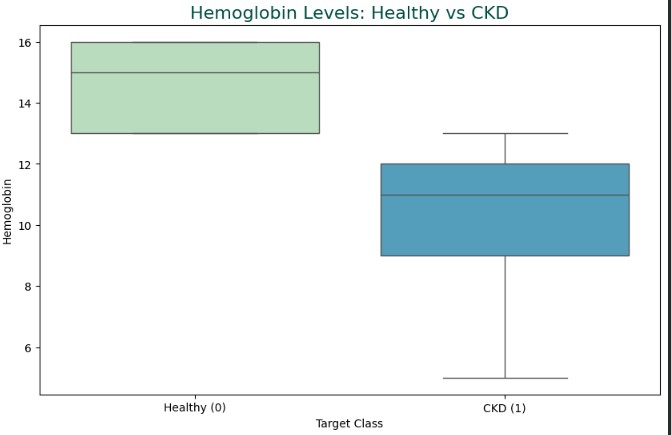 Hemoglobin Levels: Healthy vs CKD
16
14
12
10
8
6
Hemoglobin
Healthy (0)
CKD (1)
Target Class